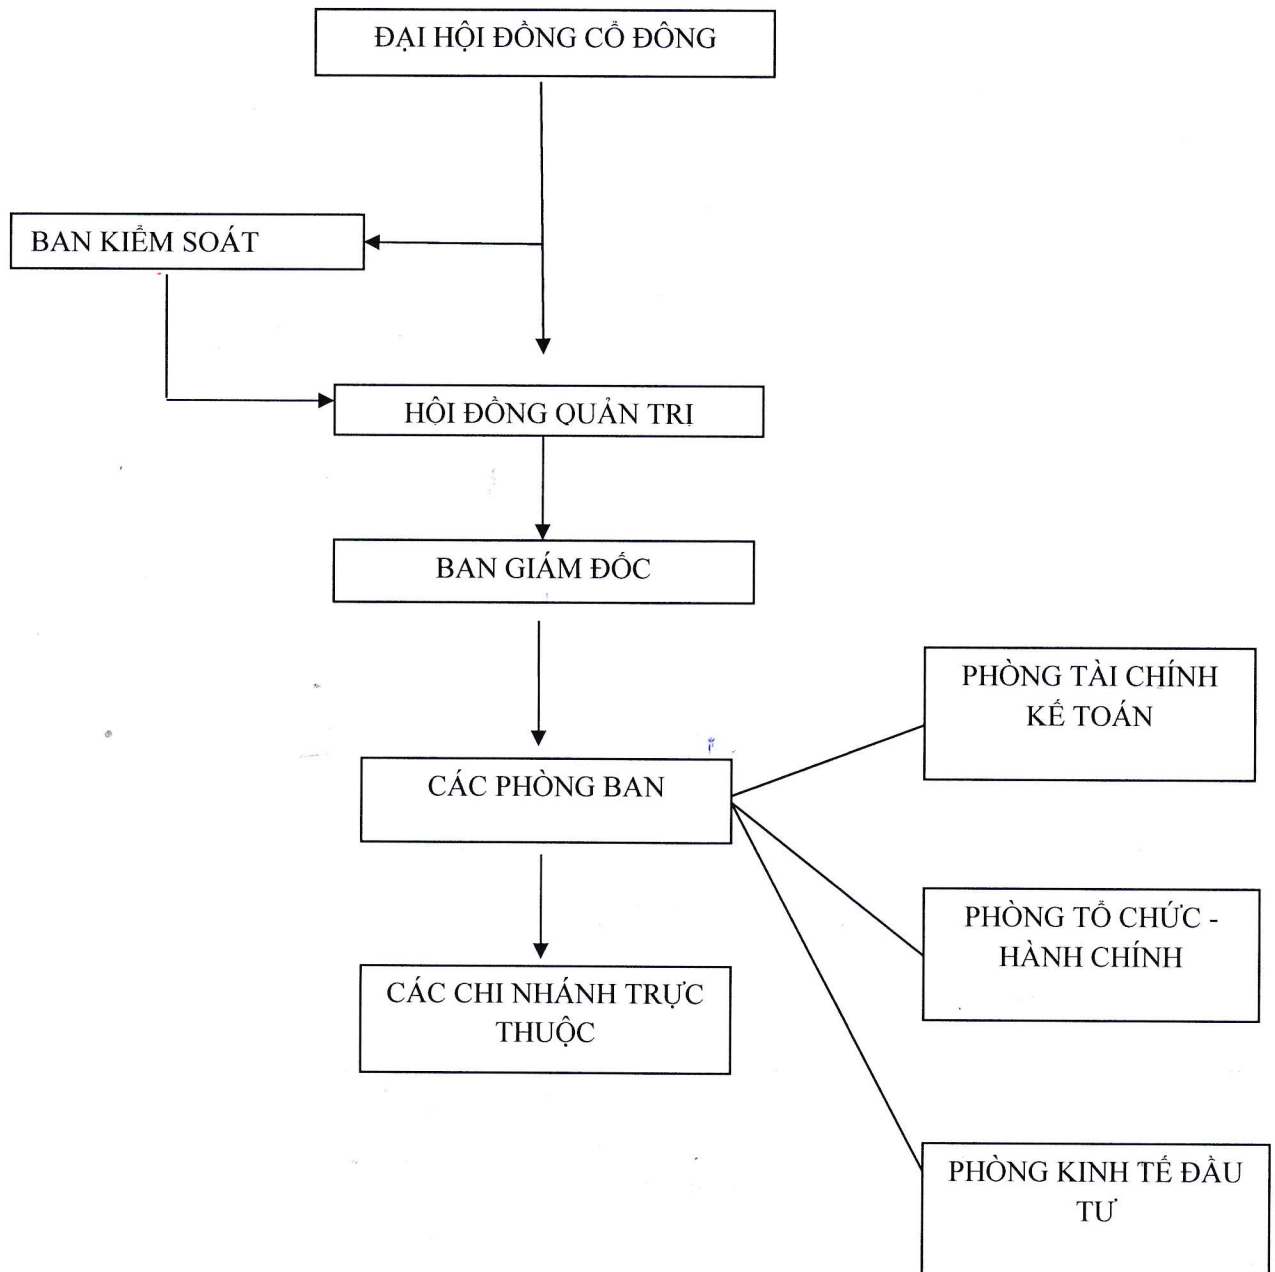 ĐẠI HỘI ĐỒNG CỔ ĐÔNG
BAN KIỂM SOÁT
HỘI ĐỒNG QUẢN TRỊ
BAN GIÁM ĐỐC
PHÒNG TÀI CHÍNH
KẾ TOÁN
CÁC PHÒNG BAN
PHÒNG TỔ CHỨC -
HÀNH CHÍNH
CÁC CHI NHÁNH TRỰC
THUỘC
PHÒNG KINH TẾ ĐẦU
TƯ